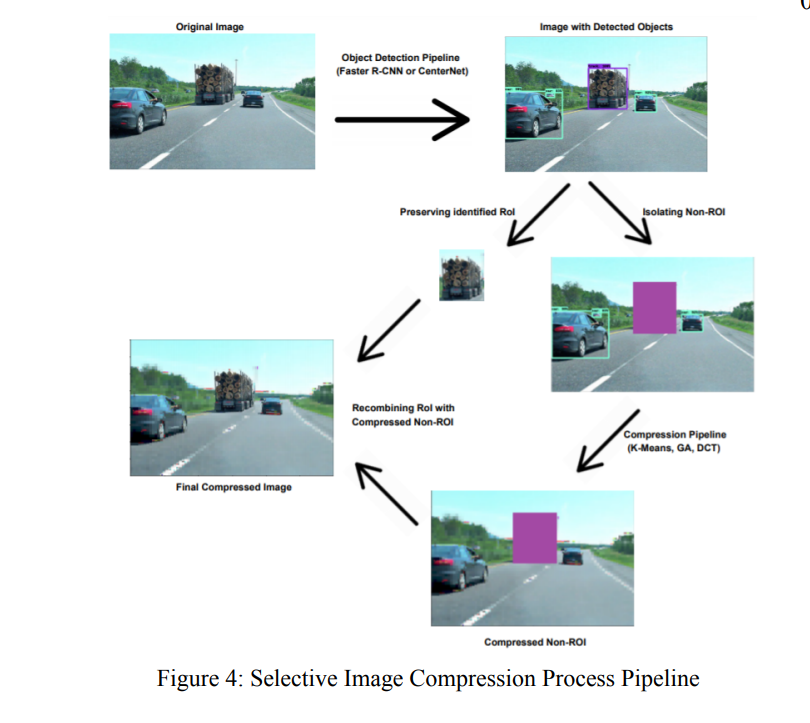 Original Image
Image with Detected Objects
Object Detection Pipeline
(Faster R-CNN or CenterNet)
Preserving identified RoI
Isolating Non-ROI
Recombining RoI with
Compressed Non-ROI
Compression Pipeline
(K-Means, GA, DCT)
Final Compressed Image
Compressed Non-ROI
Figure 4: Selective Image Compression Process Pipeline